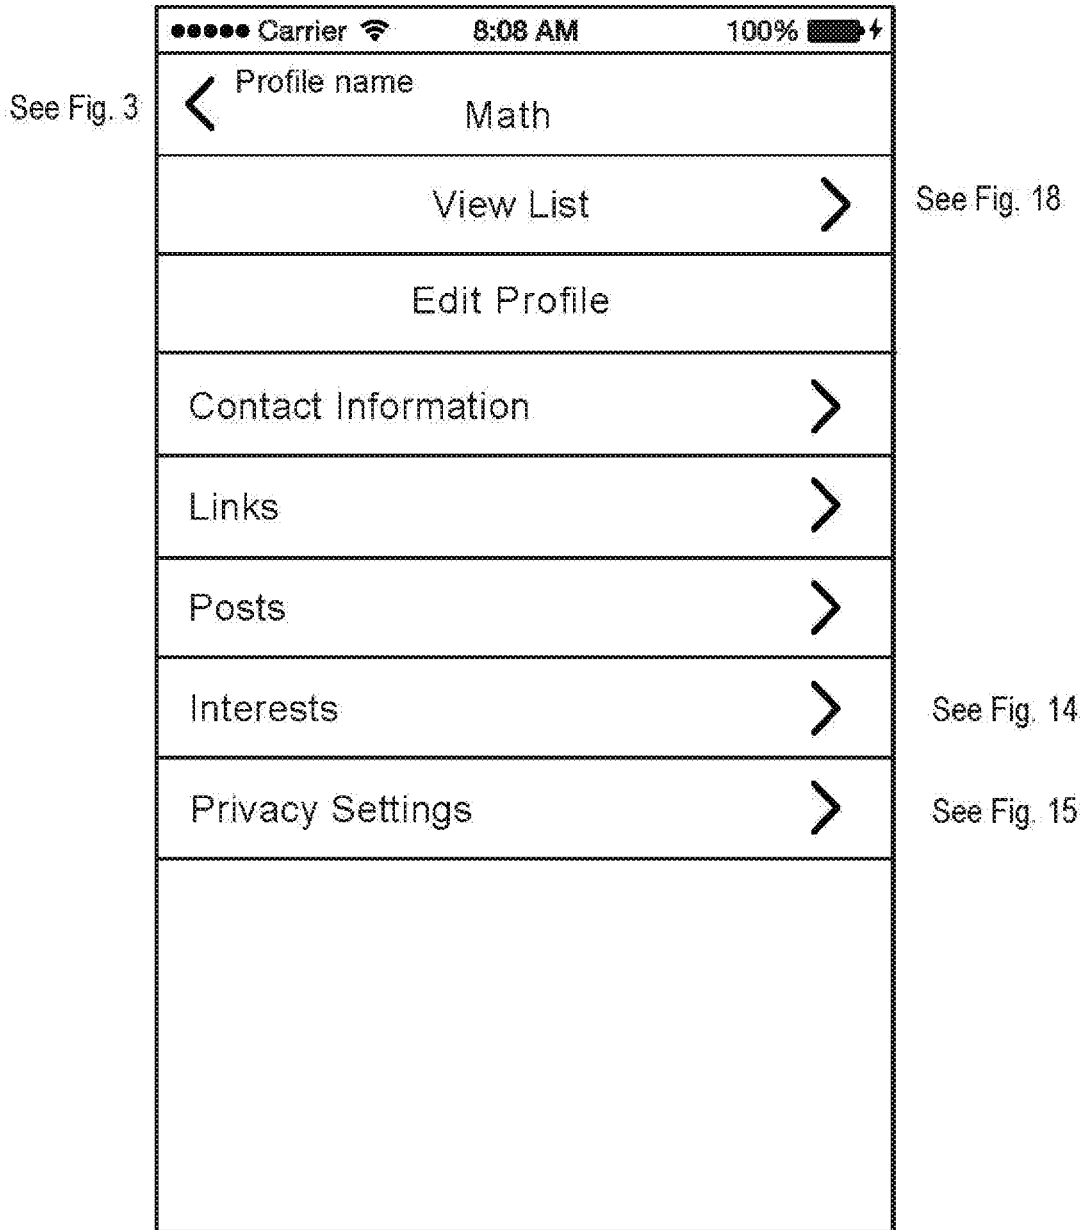 ●●●●● Carrier 8:08 AM 100%
Profile name
See Fig. 3
Math
View List
See Fig. 18
Edit Profile
Contact Information
Links
Posts
Interests
See Fig. 14
Privacy Settings
See Fig. 15